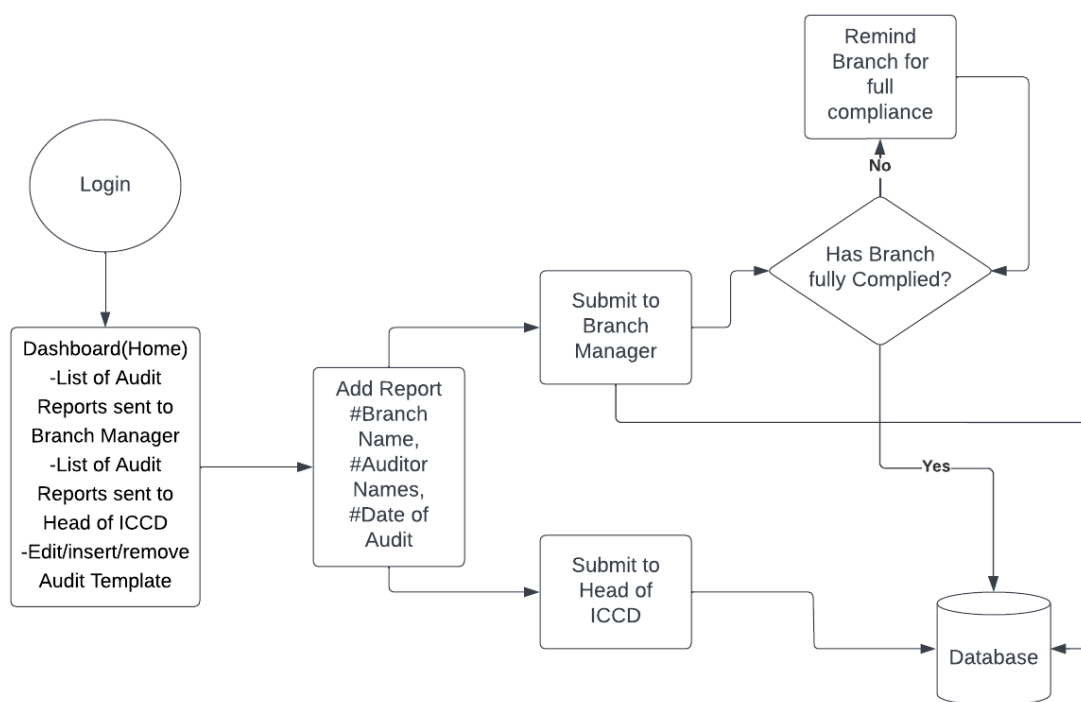 Login
Dashboard(Home)
-List of Audit
Reports sent to
Branch Manager
-List of Audit
Reports sent to
Head of ICCD
-Edit/insert/remove
Audit Template
Add Report
#Branch
Name,
#Auditor
Names,
#Date of
Audit
Submit to
Branch
Manager
Submit to
Head of
ICCD
Remind
Branch for
full
compliance
No
Has Branch
fully Complied?
Yes
Database